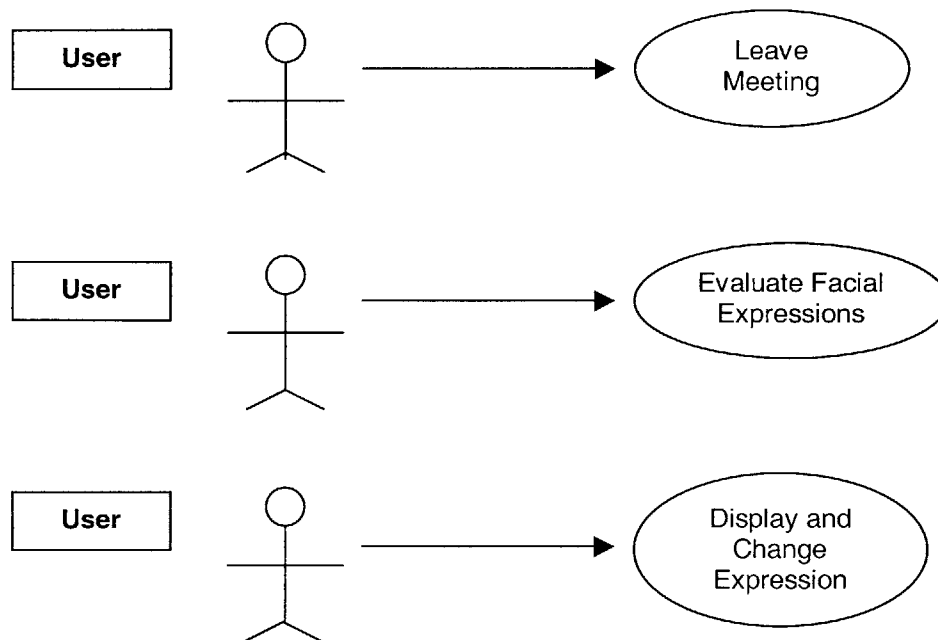 User
Leave
Meeting
User
Evaluate Facial
Expressions
User
Display and
Change
Expression